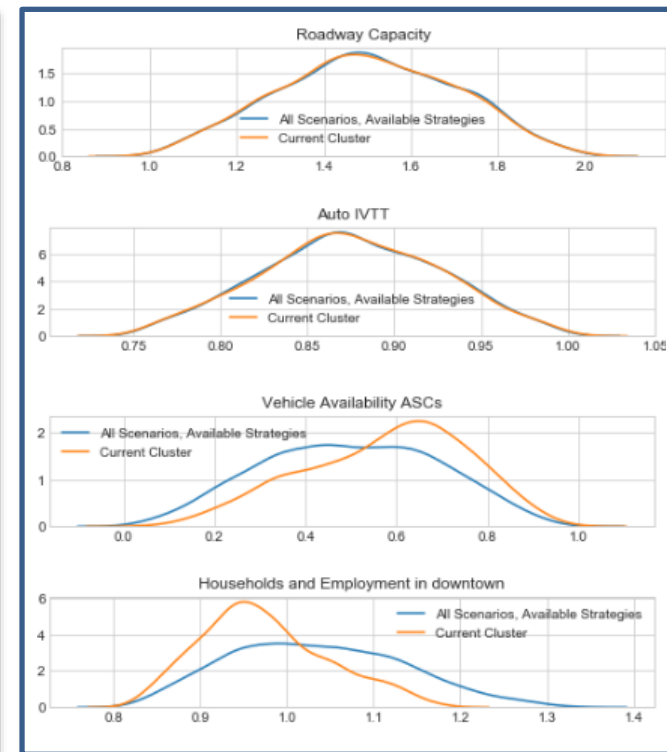 Roadway Capacity
1.5
1.0
0.5
0.0
All Scenarios, Available Strategies
Current Cluster
0.8 1.0 1.2 1.4 1.6 1.8 2.0
Auto IVTT
6
4
2
0
All Scenarios, Available Strategies
Current Cluster
0.75 0.80 0.85 0.90 0.95 1.00 1.05
Vehicle Availability ASCs
2
1
0
All Scenarios, Available Strategies
Current Cluster
0.0 0.2 0.4 0.6 0.8 1.0
Households and Employment in downtown
6
4
2
0
All Scenarios, Available Strategies
Current Cluster
0.8 0.9 1.0 1.1 1.2 1.3 1.4